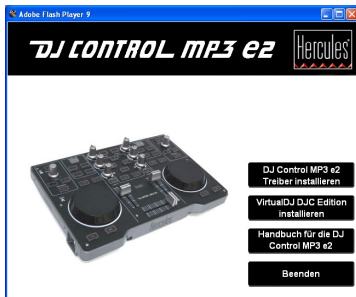 Adobe Flash Player 9
DJ CONTROL MP3 e2
Hercules
DJ Control MP3 e2
Treiber installieren
VirtualDJ DJC Edition
installieren
Handbuch für die DJ
Control MP3 e2
Beenden